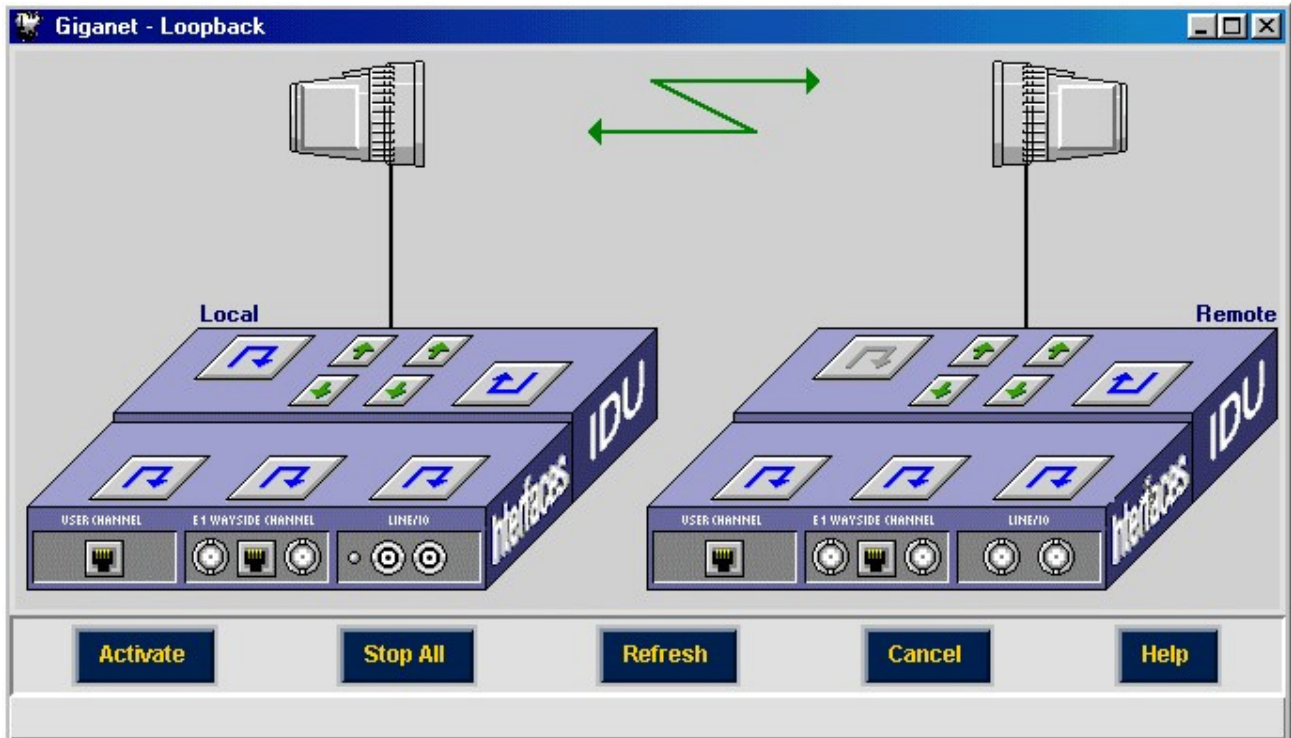 Giganet - Loopback
Local
Remote
IDU
IDU
Interfaces
Interfaces
USER CHANNEL
E1 WAYSIDE CHANNEL
LINE/IO
USER CHANNEL
E1 WAYSIDE CHANNEL
LINE/IO
Activate
Stop All
Refresh
Cancel
Help